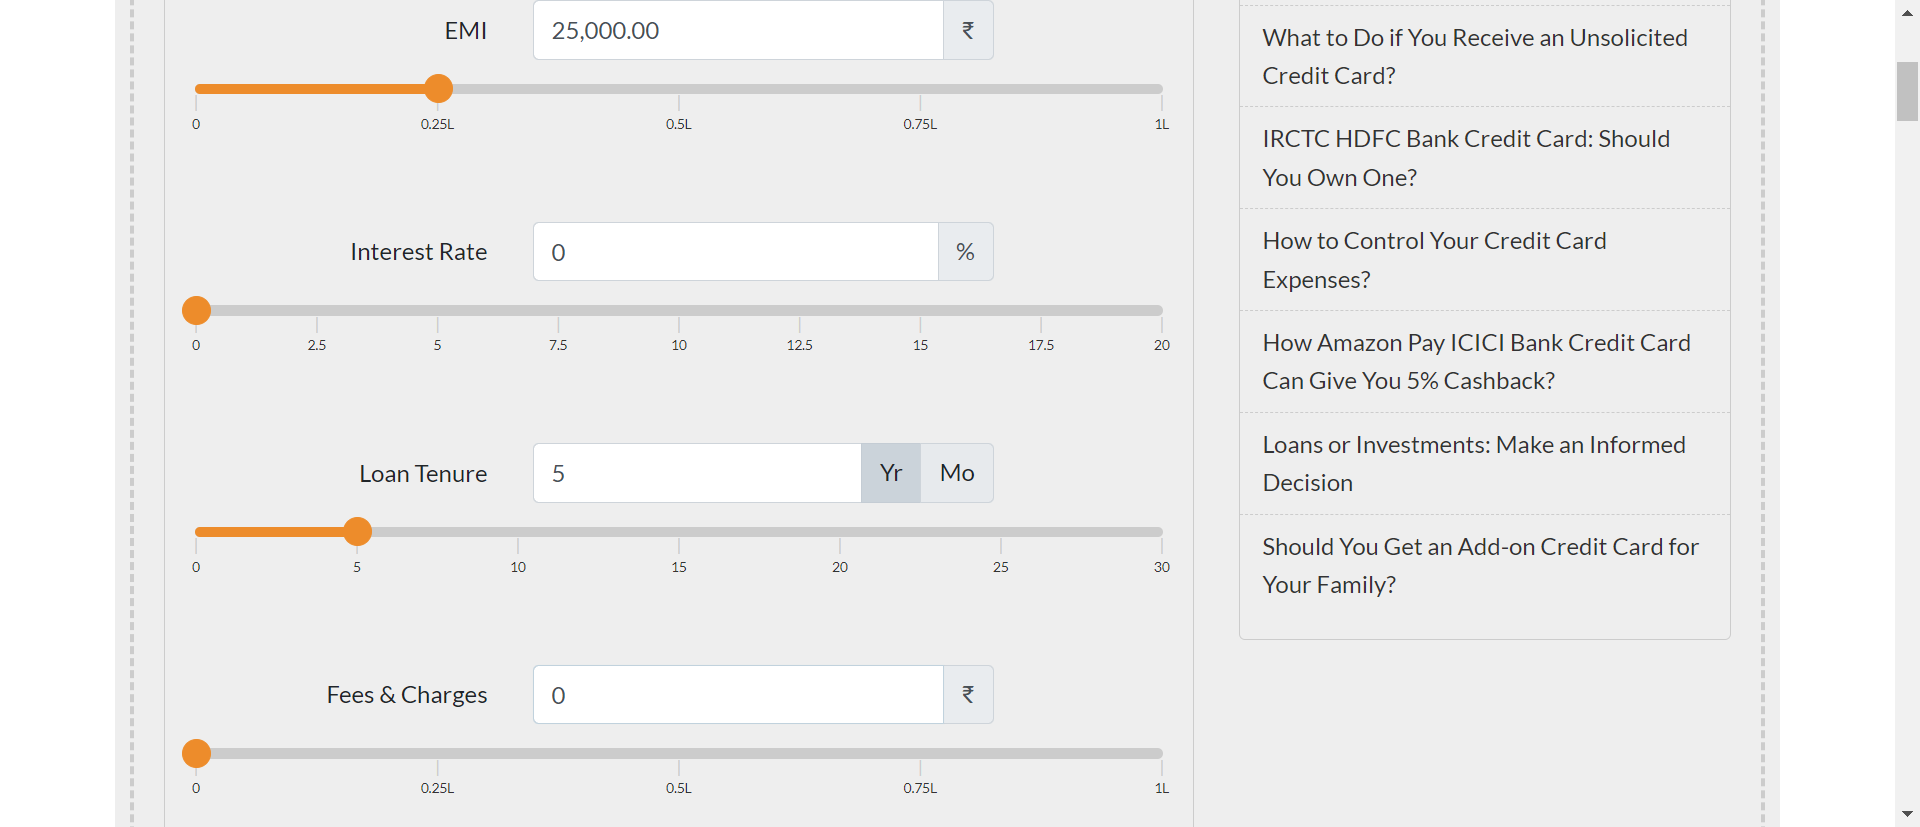 EMI
25,000.00
₹
0
0.25L
0.5L
0.75L
1L
Interest Rate
0
%
0
2.5
5
7.5
10
12.5
15
17.5
20
Loan Tenure
5
Yr
Mo
0
5
10
15
20
25
30
Fees & Charges
0
₹
0
0.25L
0.5L
0.75L
1L
What to Do if You Receive an Unsolicited
Credit Card?
IRCTC HDFC Bank Credit Card: Should
You Own One?
How to Control Your Credit Card
Expenses?
How Amazon Pay ICICI Bank Credit Card
Can Give You 5% Cashback?
Loans or Investments: Make an Informed
Decision
Should You Get an Add-on Credit Card for
Your Family?